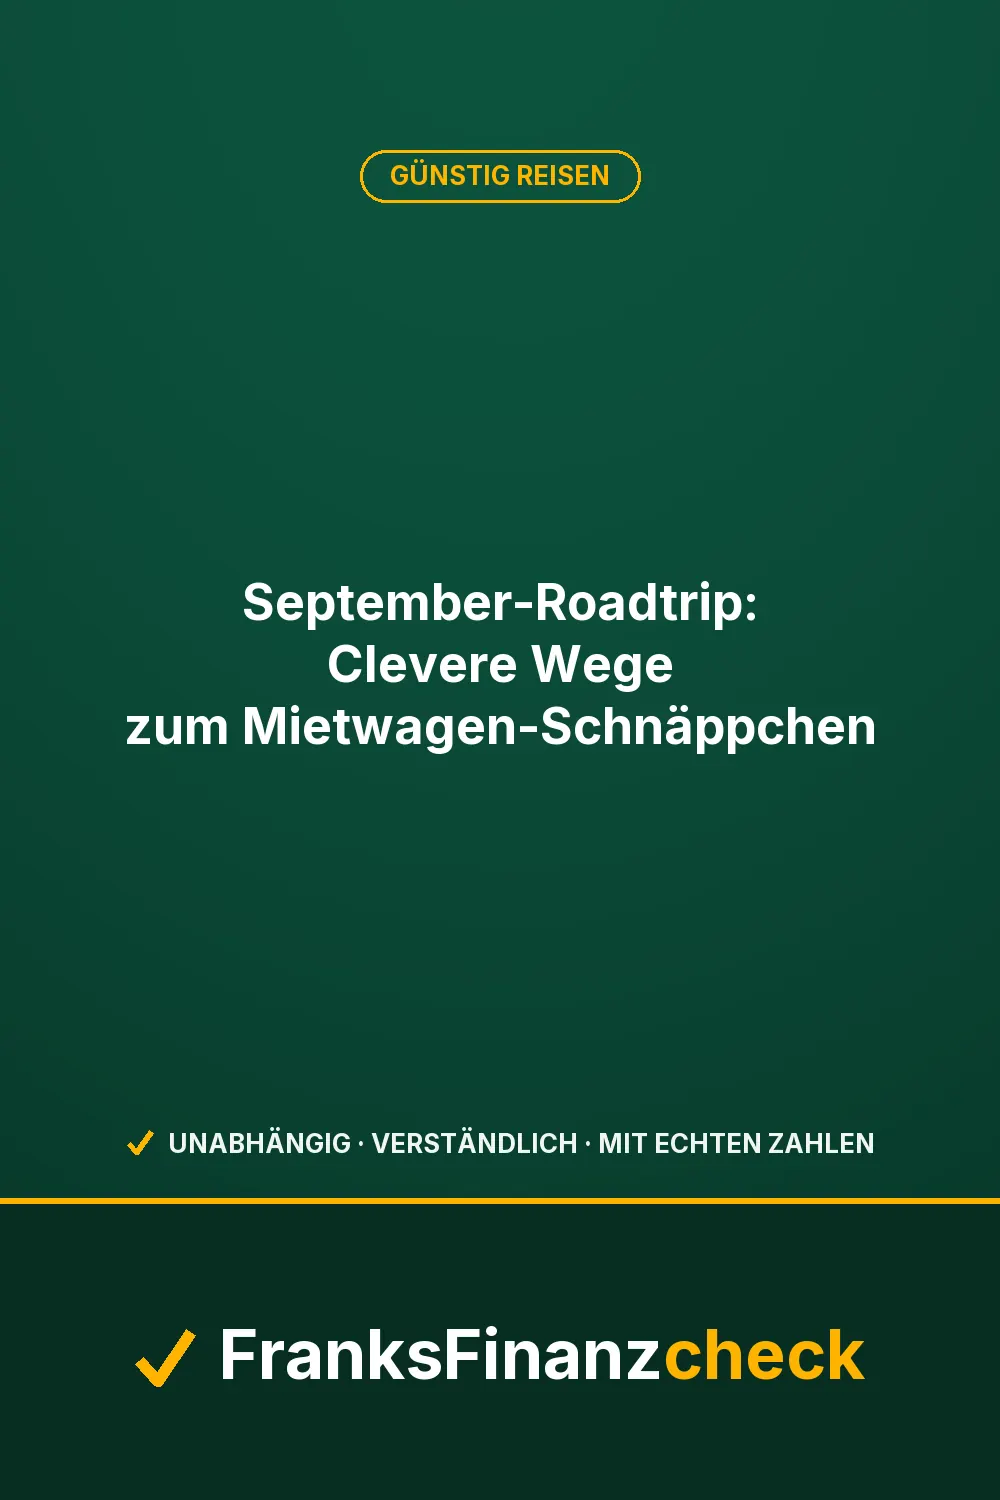 GÜNSTIG REISEN
September-Roadtrip:
Clevere Wege
zum Mietwagen-Schnäppchen
UNABHÄNGIG · VERSTÄNDLICH · MIT ECHTEN ZAHLEN
FranksFinanzcheck